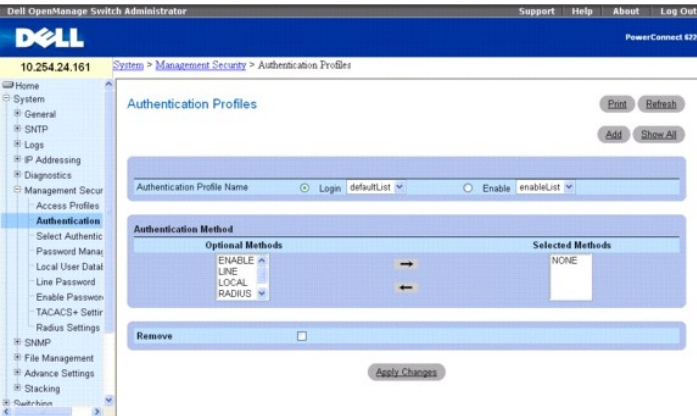 Dell OpenManage Switch Administrator
Support Help About Log Out
DELL
PowerConnect 622
10.254.24.161
System > Management Security > Authentication Profiles
Home
System
General
SNTP
Logs
IP Addressing
Diagnostics
Management Secur
Access Profiles
Authentication
Select Authentic
Password Manag
Local User Datal
Line Password
Enable Passwor
TACACS+ Settin
Radius Settings
SNMP
File Management
Advance Settings
Stacking
Switching
Authentication Profiles
Print Refresh
Add Show All
Authentication Profile Name Login defaultList Enable enableList
Authentication Method
Optional Methods Selected Methods
ENABLE
LINE
LOCAL
RADIUS
NONE
Remove
Apply Changes